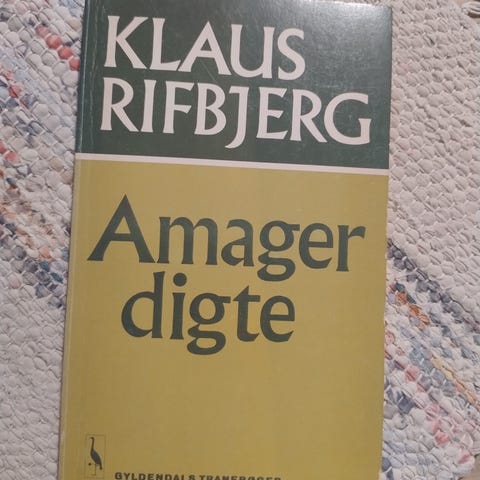 KLAUS
RIFBJERG
Amager
digte
GYLDENDALS TRANEBØGER